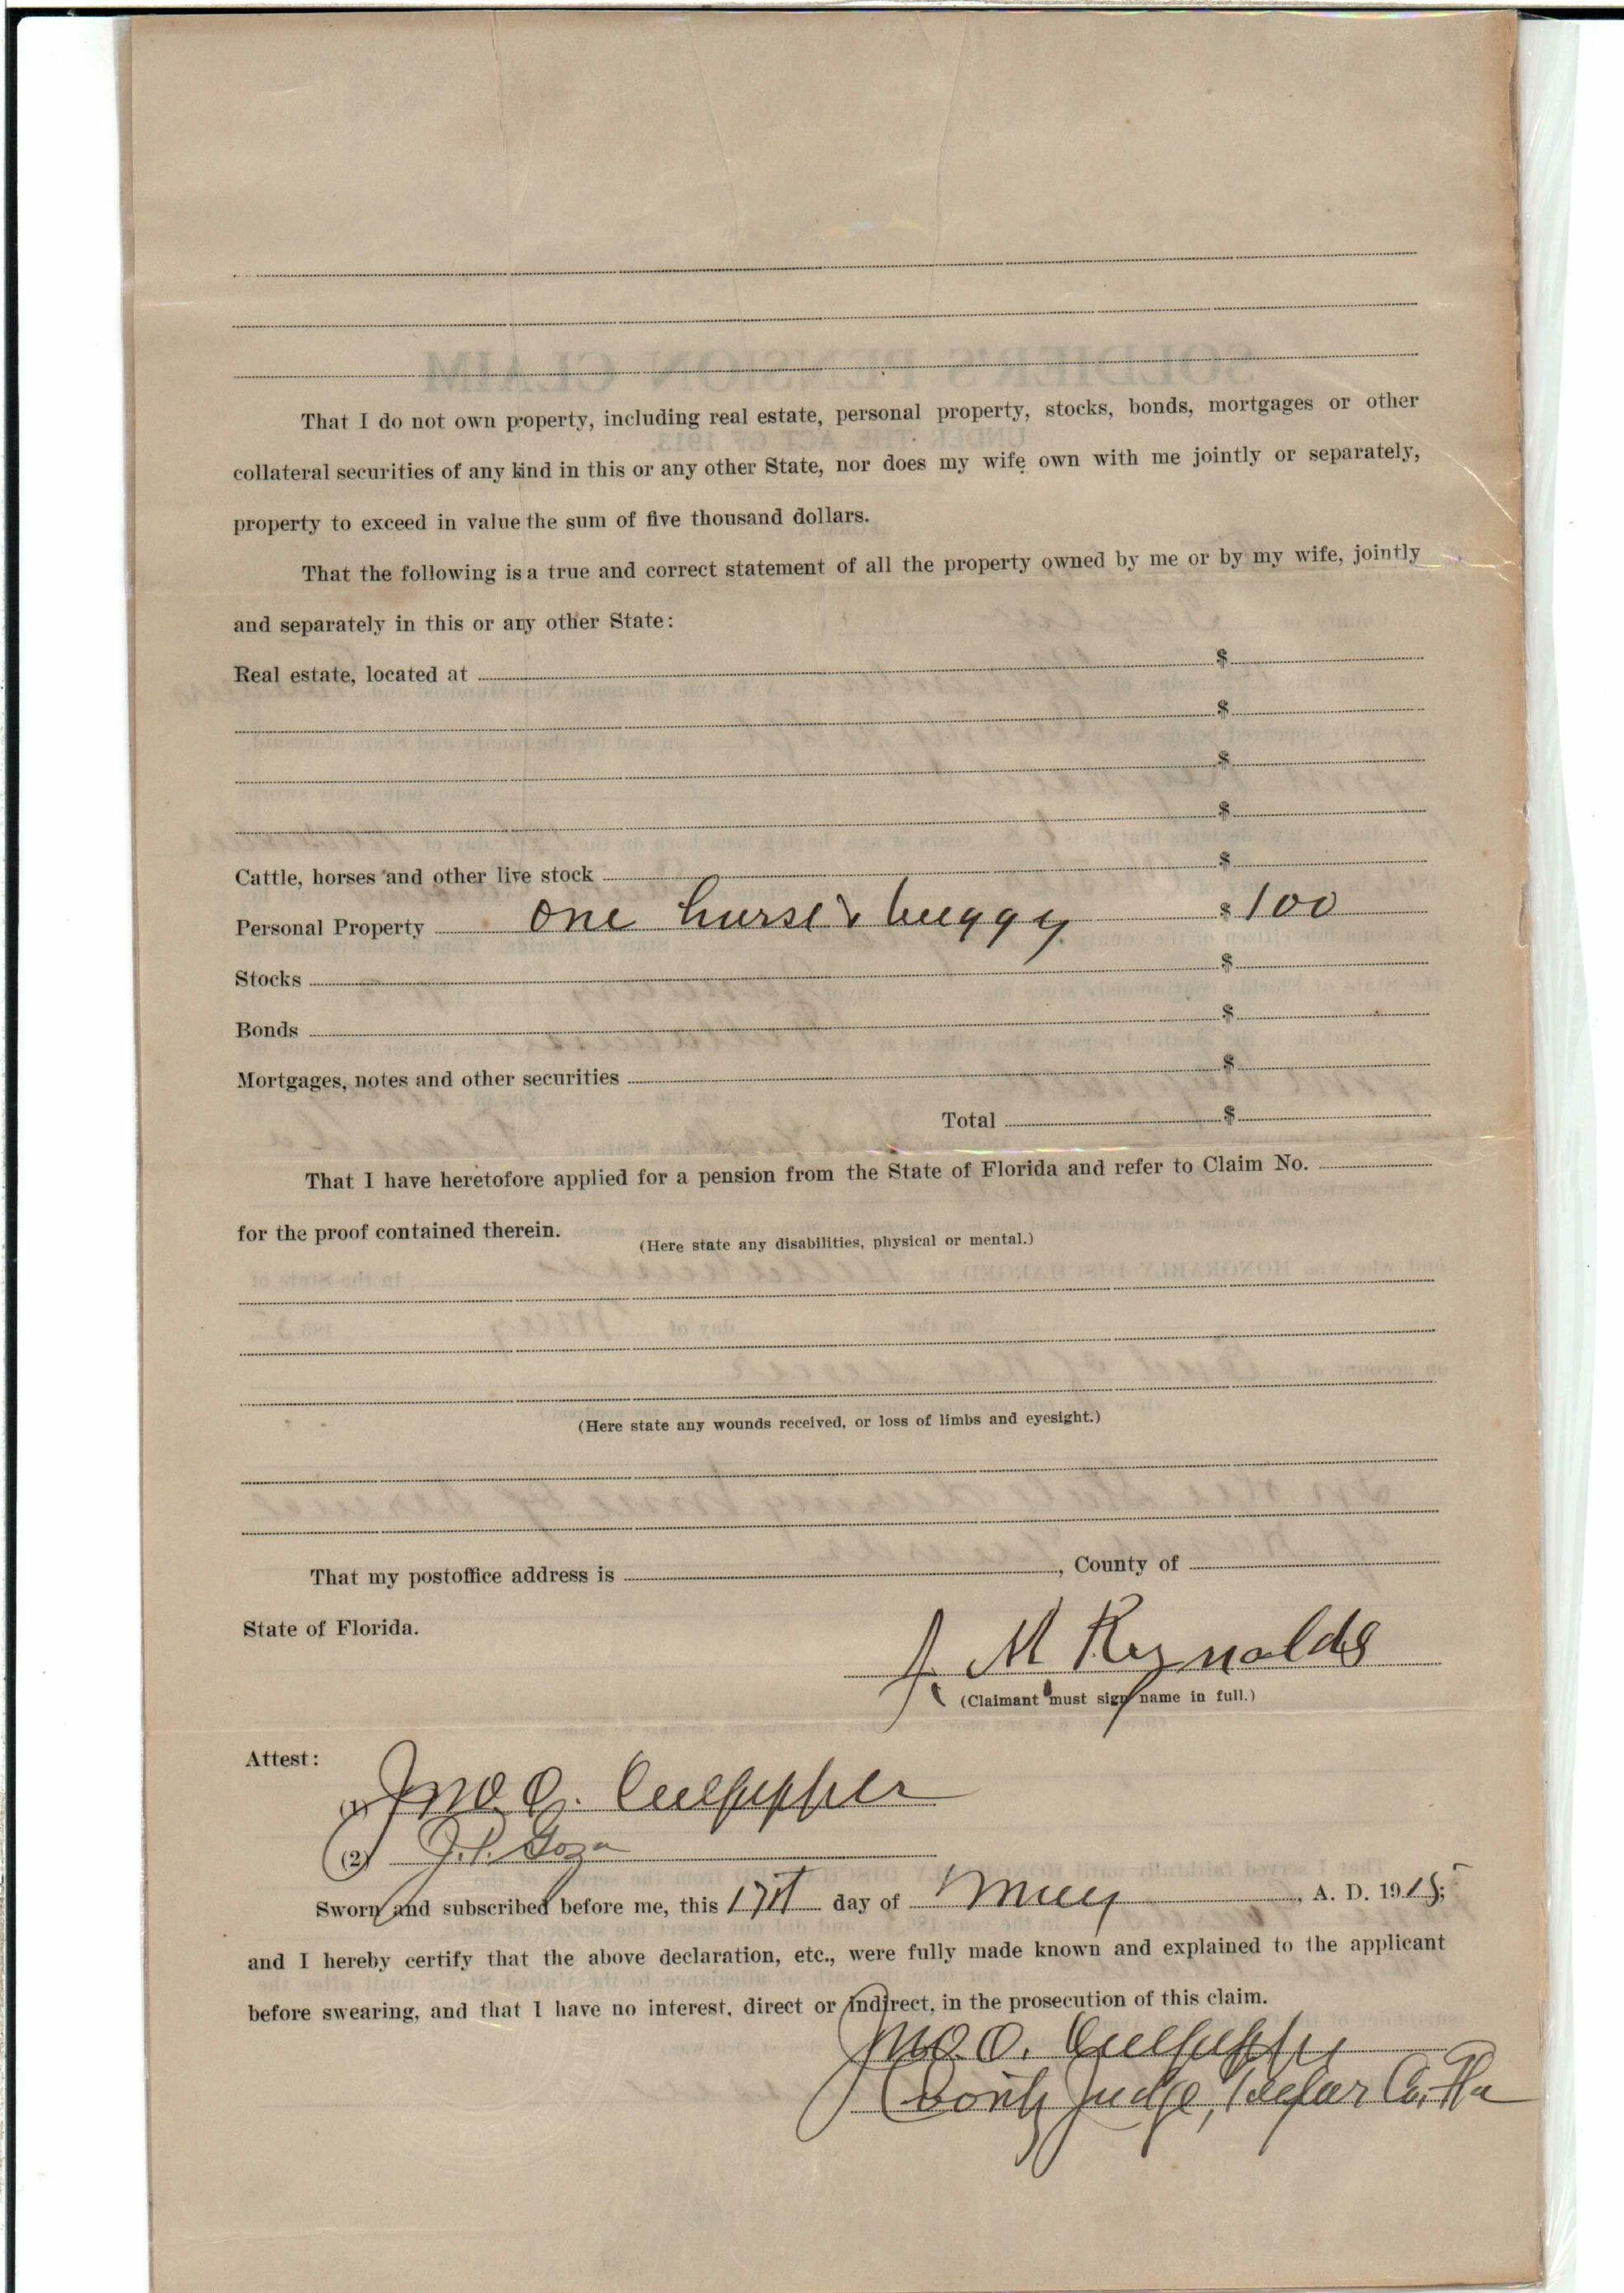 That I do not own property, including real estate, personal property, stocks, bonds, mortgages or other
collateral securities of any kind in this or any other State, nor does my wife own with me jointly or separately,
property to exceed in value the sum of five thousand dollars.
That the following is a true and correct statement of all the property owned by me or by my wife, jointly
and separately in this or any other State:
Real estate, located at $
$
$
$
Cattle, horses and other live stock $
Personal Property one hurse & buggy $ 100
Stocks $
Bonds $
Mortgages, notes and other securities $
Total $
That I have heretofore applied for a pension from the State of Florida and refer to Claim No.
for the proof contained therein.
(Here state any disabilities, physical or mental.)
(Here state any wounds received, or loss of limbs and eyesight.)
That my postoffice address is , County of
State of Florida.
J. M Reynolds
(Claimant must sign name in full.)
Attest:
(1) Jno. O. Culpepper
(2) J.P. Goza
Sworn and subscribed before me, this 17th day of May, A. D. 1915;
and I hereby certify that the above declaration, etc., were fully made known and explained to the applicant
before swearing, and that I have no interest, direct or indirect, in the prosecution of this claim.
Jno. O. Culpepper
County Judge, Co. Fla